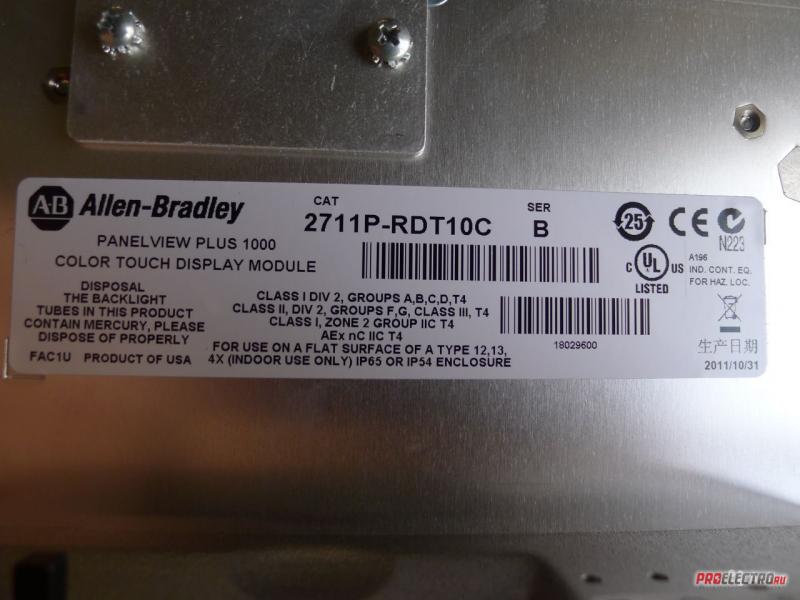 AB Allen-Bradley
CAT
2711P-RDT10C
SER
B
PANELVIEW PLUS 1000
COLOR TOUCH DISPLAY MODULE
25
CE
N223
C UL US
LISTED
A196
IND. CONT. EQ.
FOR HAZ. LOC.
DISPOSAL
THE BACKLIGHT
TUBES IN THIS PRODUCT
CONTAIN MERCURY, PLEASE
DISPOSE OF PROPERLY
FAC1U PRODUCT OF USA
CLASS I DIV 2, GROUPS A,B,C,D,T4
CLASS II, DIV 2, GROUPS F,G, CLASS III, T4
CLASS I, ZONE 2 GROUP IIC T4
AEx nC IIC T4
FOR USE ON A FLAT SURFACE OF A TYPE 12,13,
4X (INDOOR USE ONLY) IP65 OR IP54 ENCLOSURE
18029600
生产日期
2011/10/31
PROELECTRO.RU